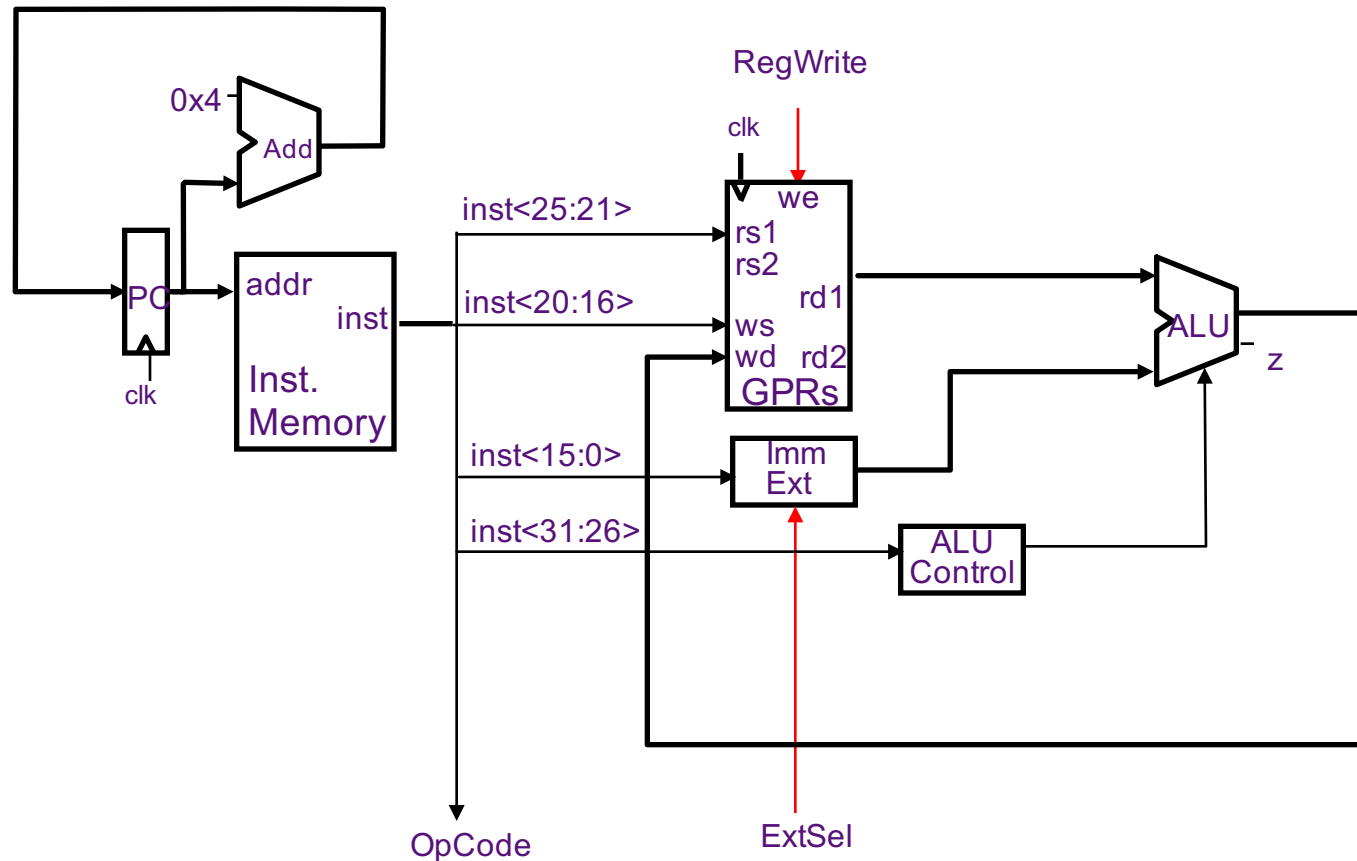 RegWrite
0x4
Add
clk
we
inst<25:21>
rs1
rs2
PC
addr
inst
inst<20:16>
rd1
ws
ALU
wd
rd2
z
clk
Inst.
Memory
GPRs
inst<15:0>
Imm
Ext
inst<31:26>
ALU
Control
OpCode
ExtSel